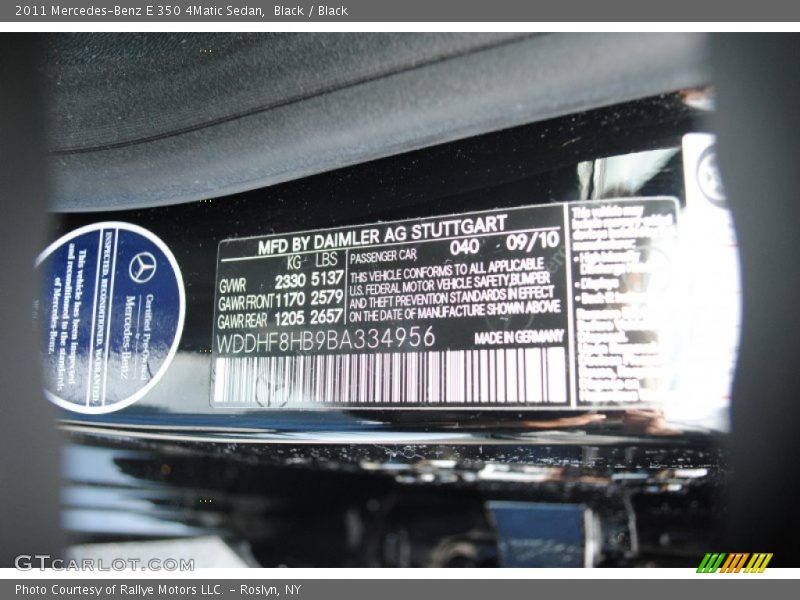 2011 Mercedes-Benz E 350 4Matic Sedan,  Black / Black
MFD BY DAIMLER AG STUTTGART
KG LBS
GVWR 2330 5137
GAWR FRONT 1170 2579
GAWR REAR 1205 2657
PASSENGER CAR 040 09/10
THIS VEHICLE CONFORMS TO ALL APPLICABLE
U.S. FEDERAL MOTOR VEHICLE SAFETY,BUMPER
AND THEFT PREVENTION STANDARDS IN EFFECT
ON THE DATE OF MANUFACTURE SHOWN ABOVE
WDDHF8HB9BA334956
MADE IN GERMANY
Certified
Mercedes-Benz
INSPECTED, RECONDITIONED, WARRANTED
This vehicle has been inspected
and reconditioned to the standards
of Mercedes-Benz.
This vehicle may
GTCARLOT.COM
Photo Courtesy of Rallye Motors LLC. - Roslyn, NY